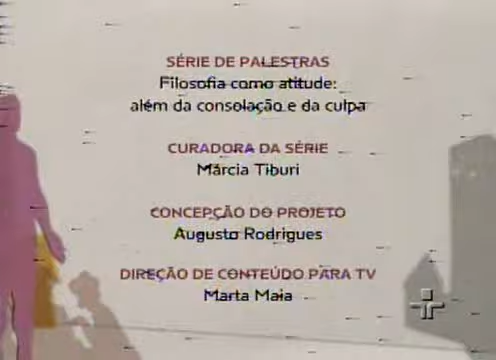 SÉRIE DE PALESTRAS
Filosofia como atitude:
além da consolação e da culpa
CURADORA DA SÉRIE
Márcia Tiburi
CONCEPÇÃO DO PROJETO
Augusto Rodrigues
DIREÇÃO DE CONTEÚDO PARA TV
Marta Maia